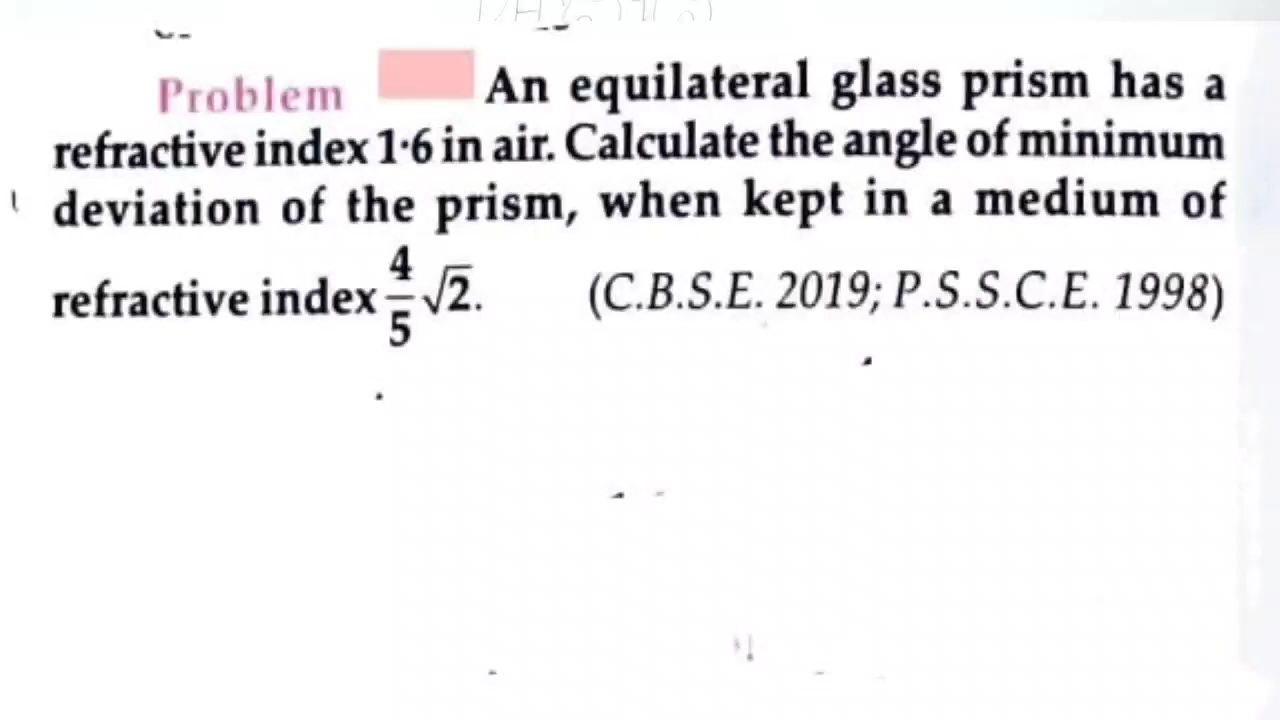 Problem An equilateral glass prism has a
refractive index 1·6 in air. Calculate the angle of minimum
deviation of the prism, when kept in a medium of
refractive index 4/5 √2. (C.B.S.E. 2019; P.S.S.C.E. 1998)